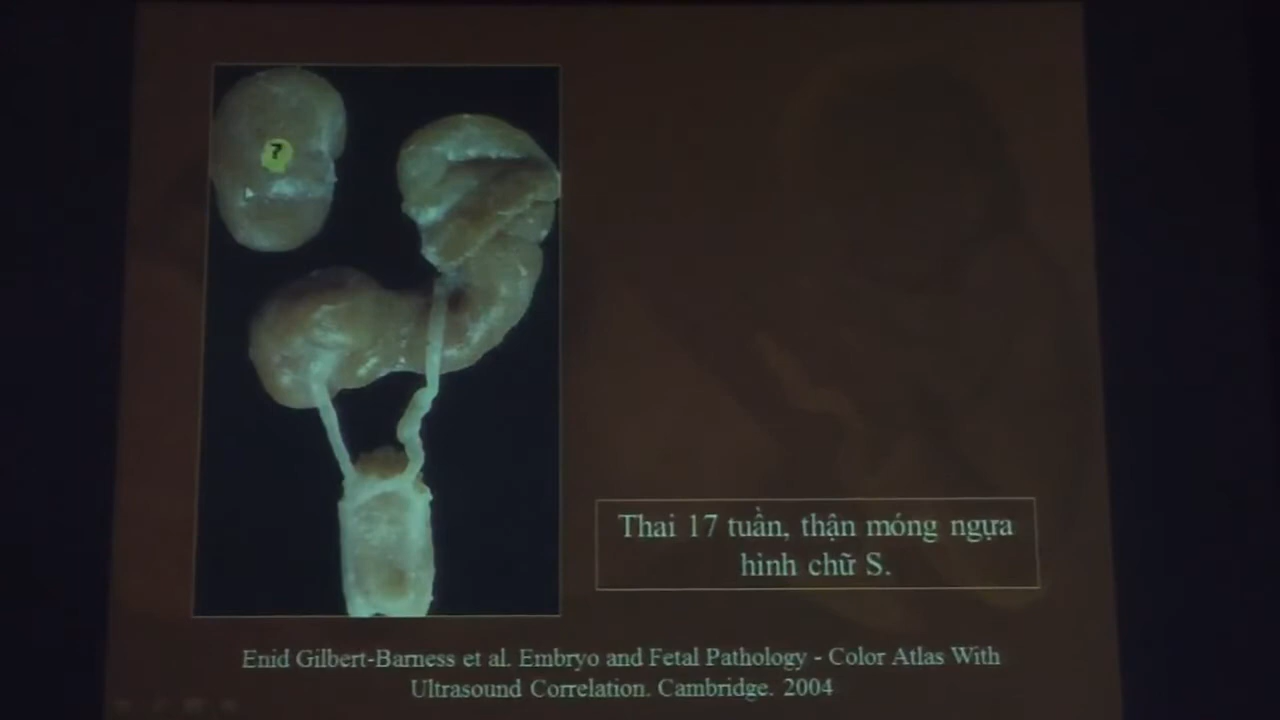 ?
Thai 17 tuần, thận móng ngựa
hình chữ S.
Enid Gilbert-Barness et al. Embryo and Fetal Pathology - Color Atlas With
Ultrasound Correlation. Cambridge. 2004